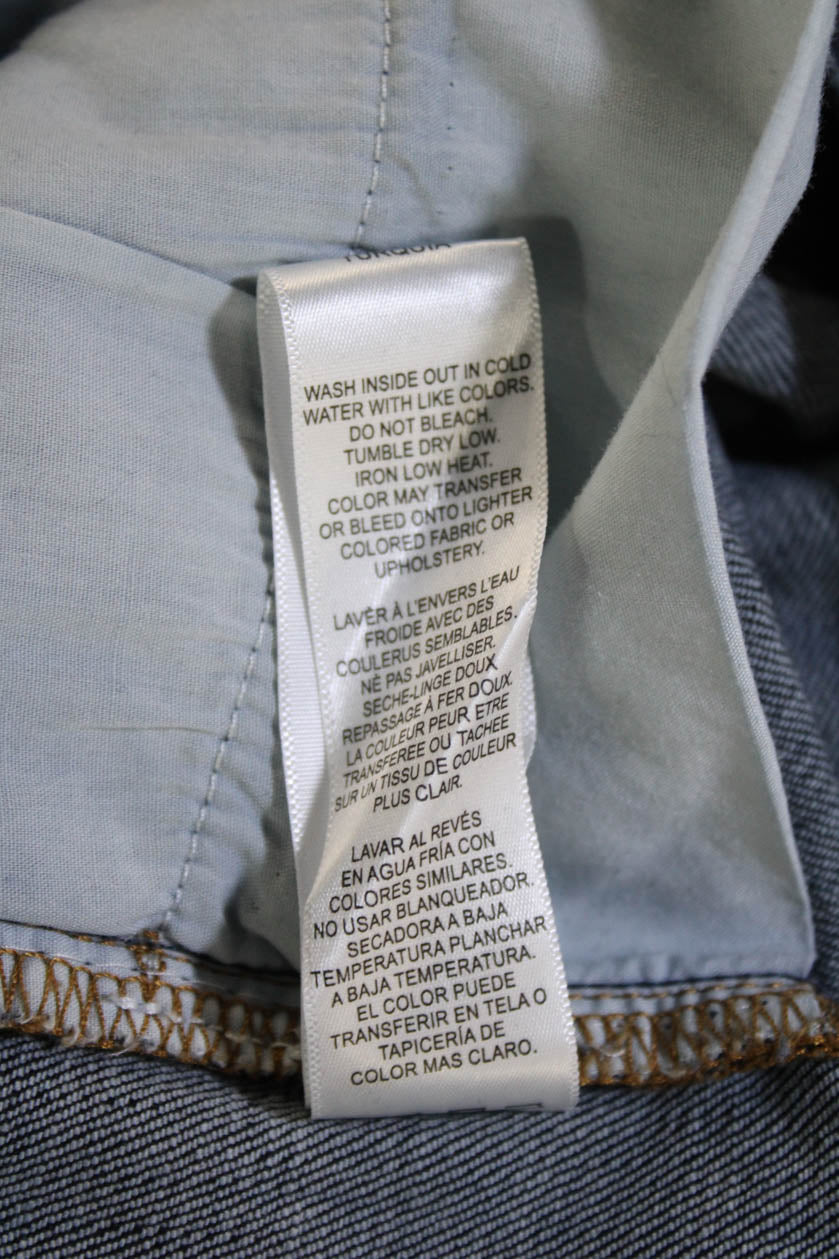 TURQUIA
WASH INSIDE OUT IN COLD
WATER WITH LIKE COLORS.
DO NOT BLEACH.
TUMBLE DRY LOW.
IRON LOW HEAT.
COLOR MAY TRANSFER
OR BLEED ONTO LIGHTER
COLORED FABRIC OR
UPHOLSTERY.
LAVER À L'ENVERS L'EAU
FROIDE AVEC DES
COULERUS SEMBLABLES.
NÈ PAS JAVELLISER.
SECHE-LINGE DOUX
REPASSAGE À FER DOUX.
LA COULEUR PEUR ETRE
TRANSFEREE OU TACHÉE
SUR UN TISSU DE COULEUR
PLUS CLAIR.
LAVAR AL REVÉS
EN AGUA FRÍA CON
COLORES SIMILARES.
NO USAR BLANQUEADOR.
SECADORA A BAJA
TEMPERATURA PLANCHAR
A BAJA TEMPERATURA.
EL COLOR PUEDE
TRANSFERIR EN TELA O
TAPICERÍA DE
COLOR MAS CLARO.